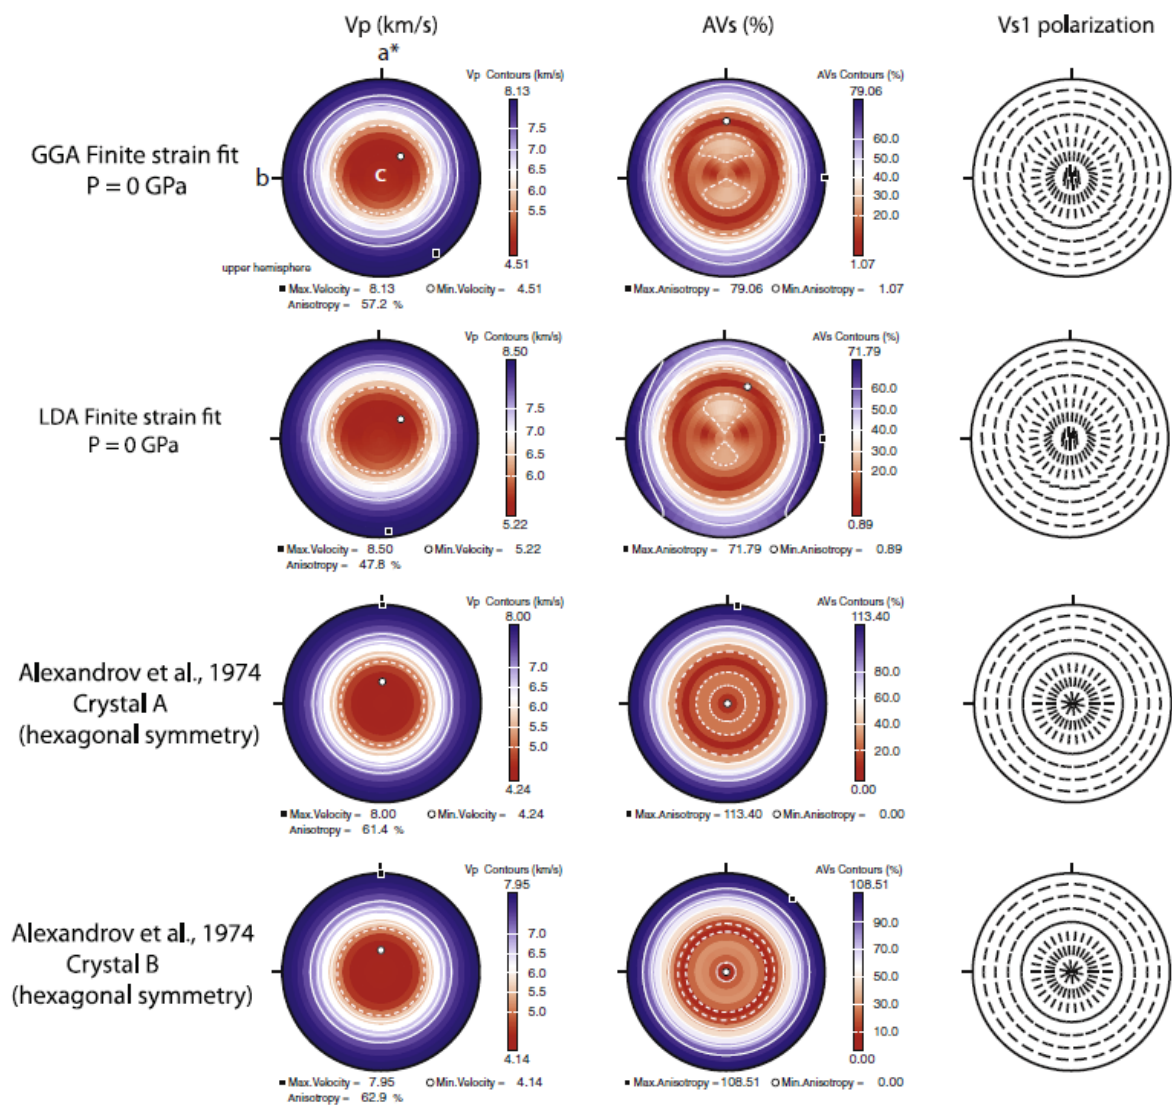 Vp (km/s)
AVs (%)
Vs1 polarization
a*
GGA Finite strain fit
P = 0 GPa
b
c
upper hemisphere
Vp Contours (km/s)
8.13
7.5
7.0
6.5
6.0
5.5
4.51
Max.Velocity = 8.13 Min.Velocity = 4.51
Anisotropy = 57.2 %
AVs Contours (%)
79.06
60.0
50.0
40.0
30.0
20.0
1.07
Max.Anisotropy = 79.06 Min.Anisotropy = 1.07
LDA Finite strain fit
P = 0 GPa
Vp Contours (km/s)
8.50
7.5
7.0
6.5
6.0
5.22
Max.Velocity = 8.50 Min.Velocity = 5.22
Anisotropy = 47.8 %
AVs Contours (%)
71.79
60.0
50.0
40.0
30.0
20.0
0.89
Max.Anisotropy = 71.79 Min.Anisotropy = 0.89
Alexandrov et al., 1974
Crystal A
(hexagonal symmetry)
Vp Contours (km/s)
8.00
7.0
6.5
6.0
5.5
5.0
4.24
Max.Velocity = 8.00 Min.Velocity = 4.24
Anisotropy = 61.4 %
AVs Contours (%)
113.40
80.0
60.0
40.0
20.0
0.00
Max.Anisotropy = 113.40 Min.Anisotropy = 0.00
Alexandrov et al., 1974
Crystal B
(hexagonal symmetry)
Vp Contours (km/s)
7.95
7.0
6.5
6.0
5.5
5.0
4.14
Max.Velocity = 7.95 Min.Velocity = 4.14
Anisotropy = 62.9 %
AVs Contours (%)
108.51
90.0
70.0
50.0
30.0
10.0
0.00
Max.Anisotropy = 108.51 Min.Anisotropy = 0.00